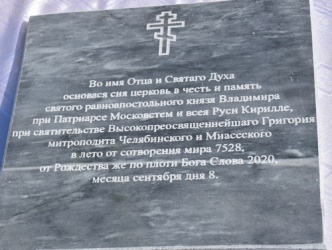 Во имя Отца и Святаго Духа
основася сия церковь в честь и память
святого равноапостольного князя Владимира
при Патриарсе Московстем и всея Руси Кирилле,
при святительстве Высокопреосвященнейшаго Григория
митрополита Челябинского и Миасского
в лето от сотворения мира 7528,
от Рождества же по плоти Бога Слова 2020,
месяца сентября дня 8.